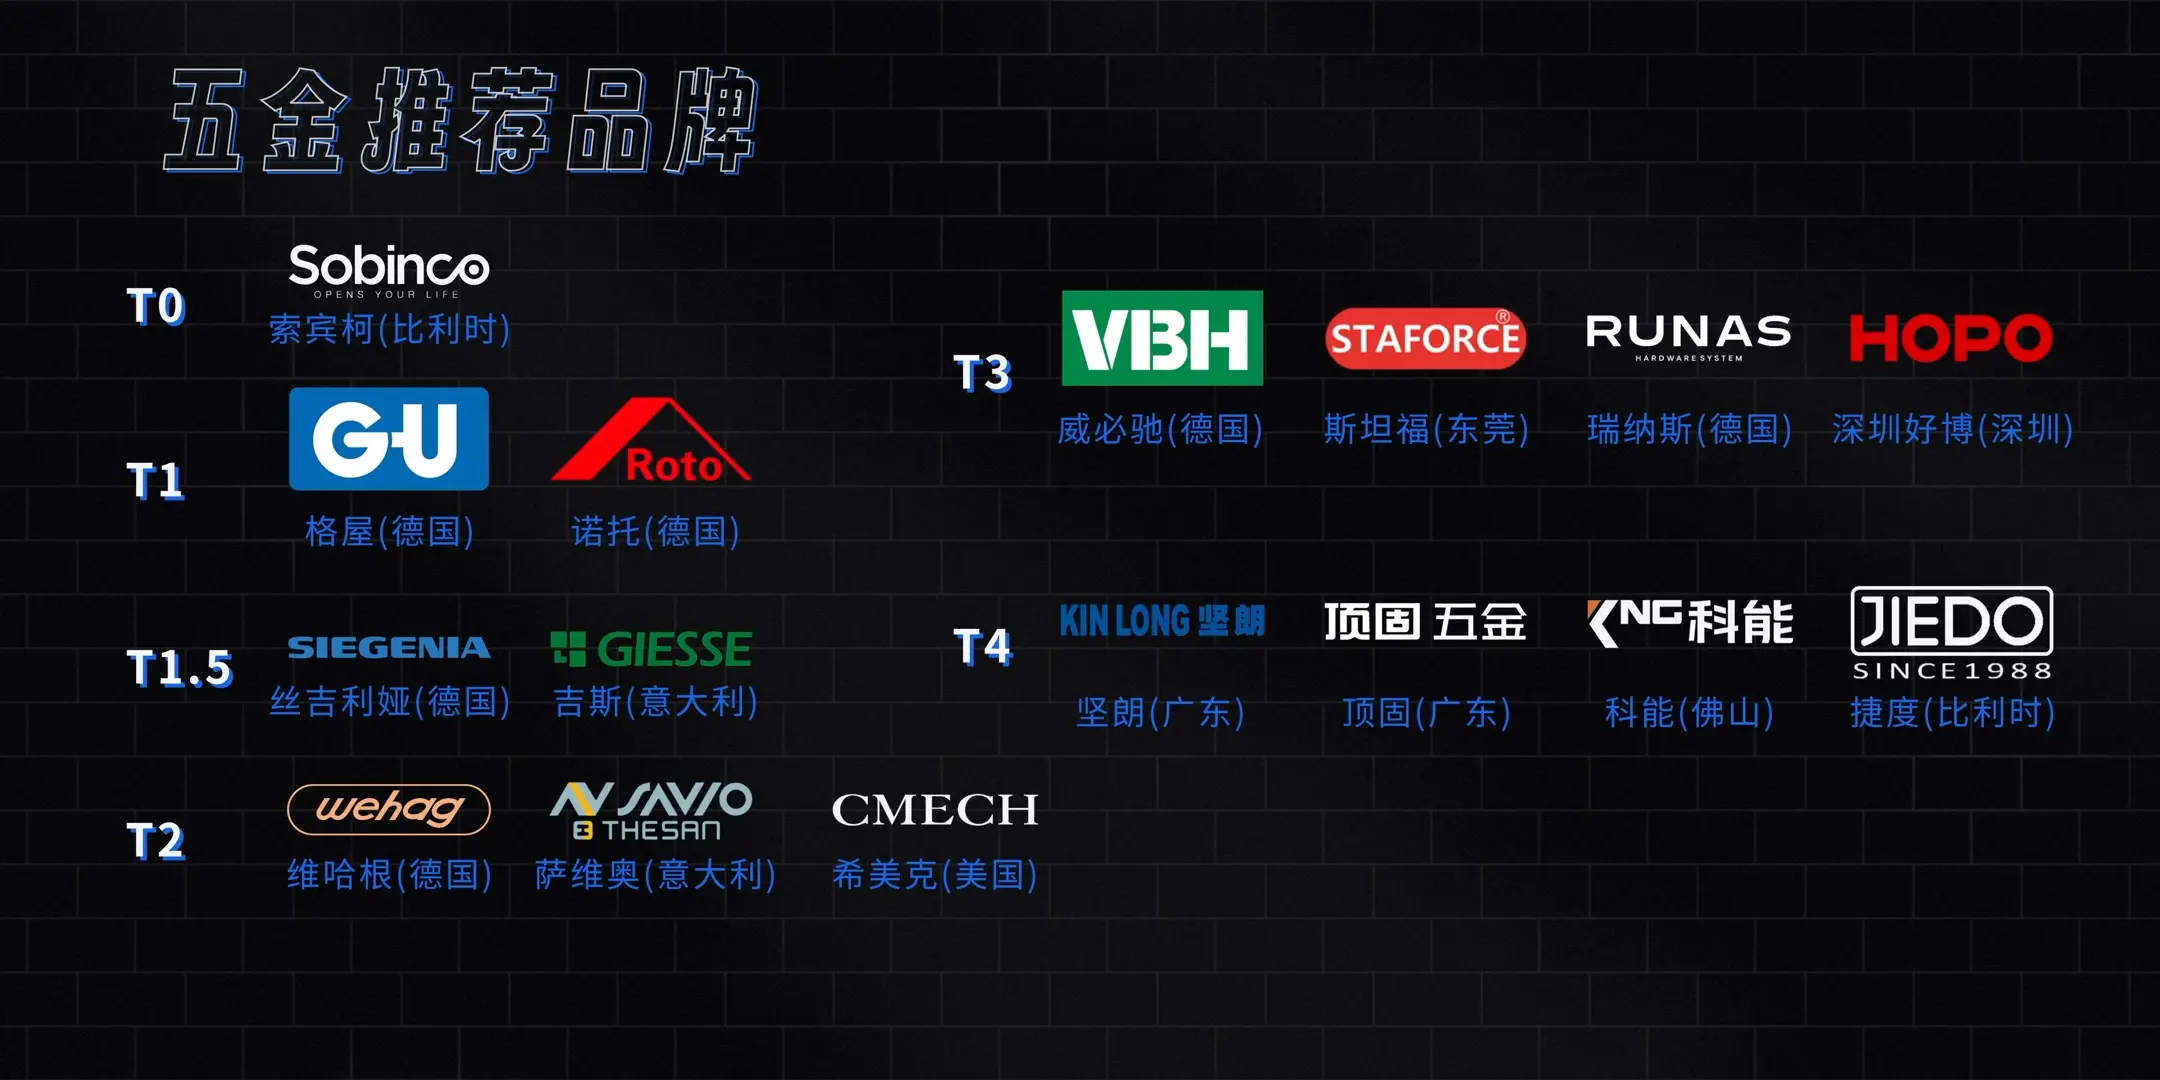 五金推荐品牌
T0
Sobinco
OPENS YOUR LIFE
索宾柯(比利时)
T1
G-U
Roto
格屋(德国)
诺托(德国)
T1.5
SIEGENIA
GIESSE
丝吉利娅(德国)
吉斯(意大利)
T2
wehag
SAVIO
THESAN
CMECH
维哈根(德国)
萨维奥(意大利)
希美克(美国)
T3
VBH
STAFORCE®
RUNAS
HARDWARE SYSTEM
HOPO
威必驰(德国)
斯坦福(东莞)
瑞纳斯(德国)
深圳好博(深圳)
T4
KIN LONG 坚朗
顶固 五金
KNG科能
JIEDO
SINCE1988
坚朗(广东)
顶固(广东)
科能(佛山)
捷度(比利时)